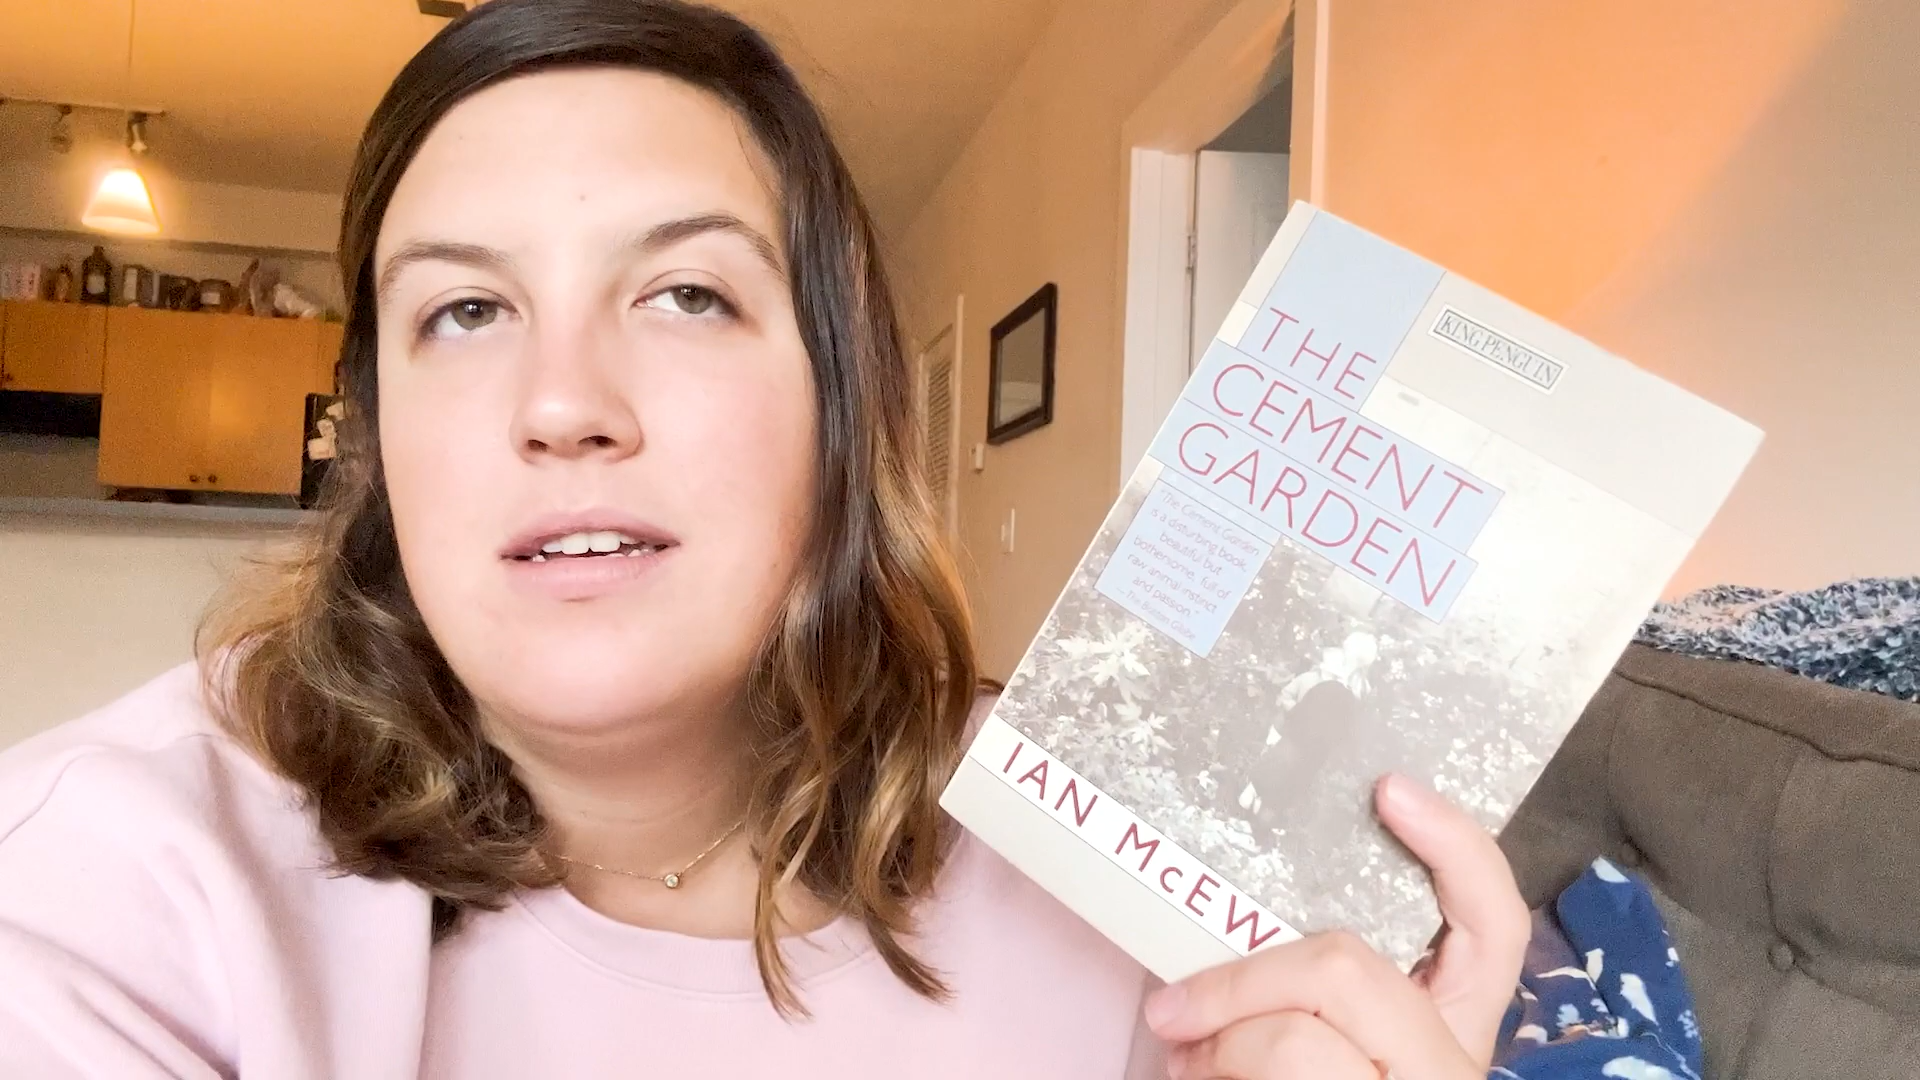 KING PENGUIN
THE
CEMENT
GARDEN
"The Cement Garden
is a disturbing book,
beautiful but
bothersome, full of
raw animal instinct
and passion."
—The Boston Globe
IAN McEW